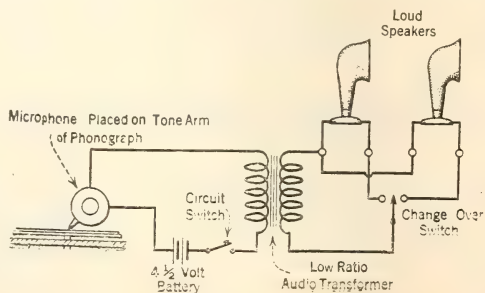 Loud
Speakers
Microphone Placed on Tone Arm
of Phonograph
Circuit
Switch
Change Over
Switch
4 ½ Volt
Battery
Low Ratio
Audio Transformer